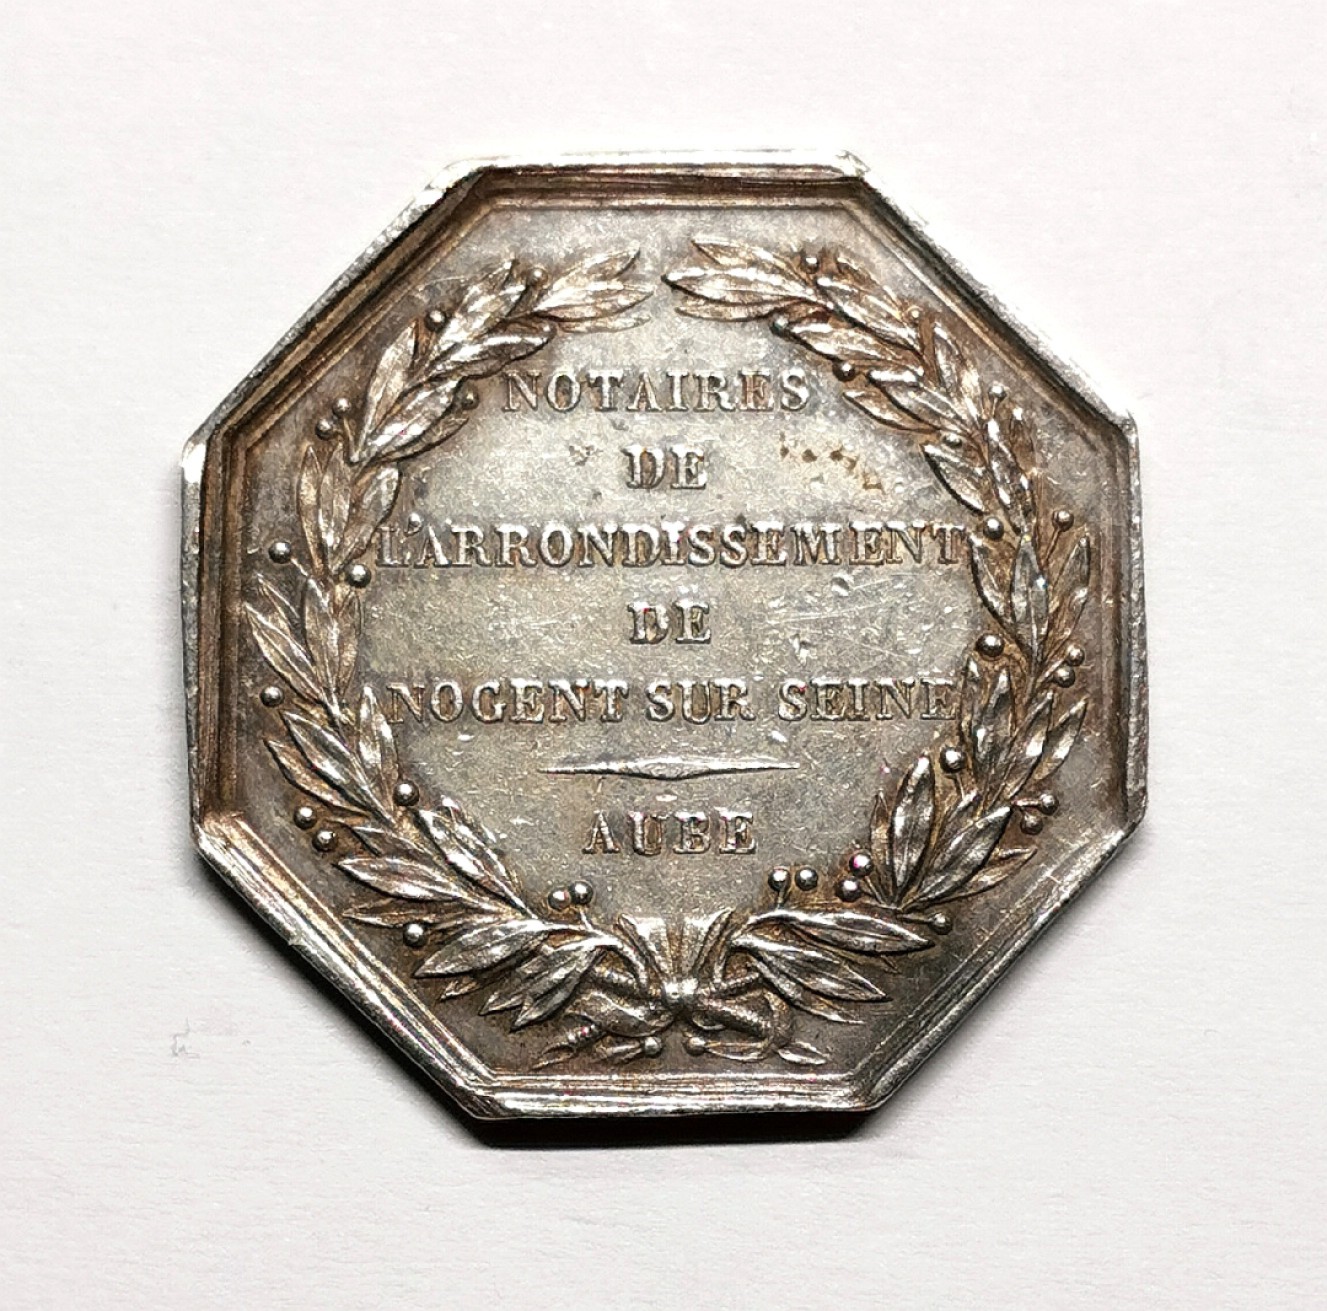 NOTAIRES
DE
L'ARRONDISSEMENT
DE
NOGENT SUR SEINE
AUBE